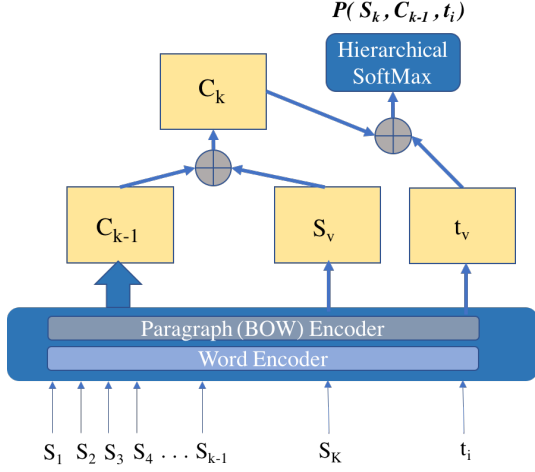 P( Sk , Ck-1 , ti )
Hierarchical
SoftMax
Ck
Ck-1
Sv
tv
Paragraph (BOW) Encoder
Word Encoder
S1 S2 S3 S4 . . . Sk-1 SK ti